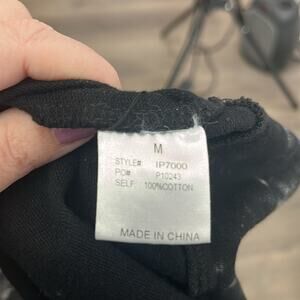 M
STYLE# IP7000
PO# P10243
SELF 100%COTTON
MADE IN CHINA